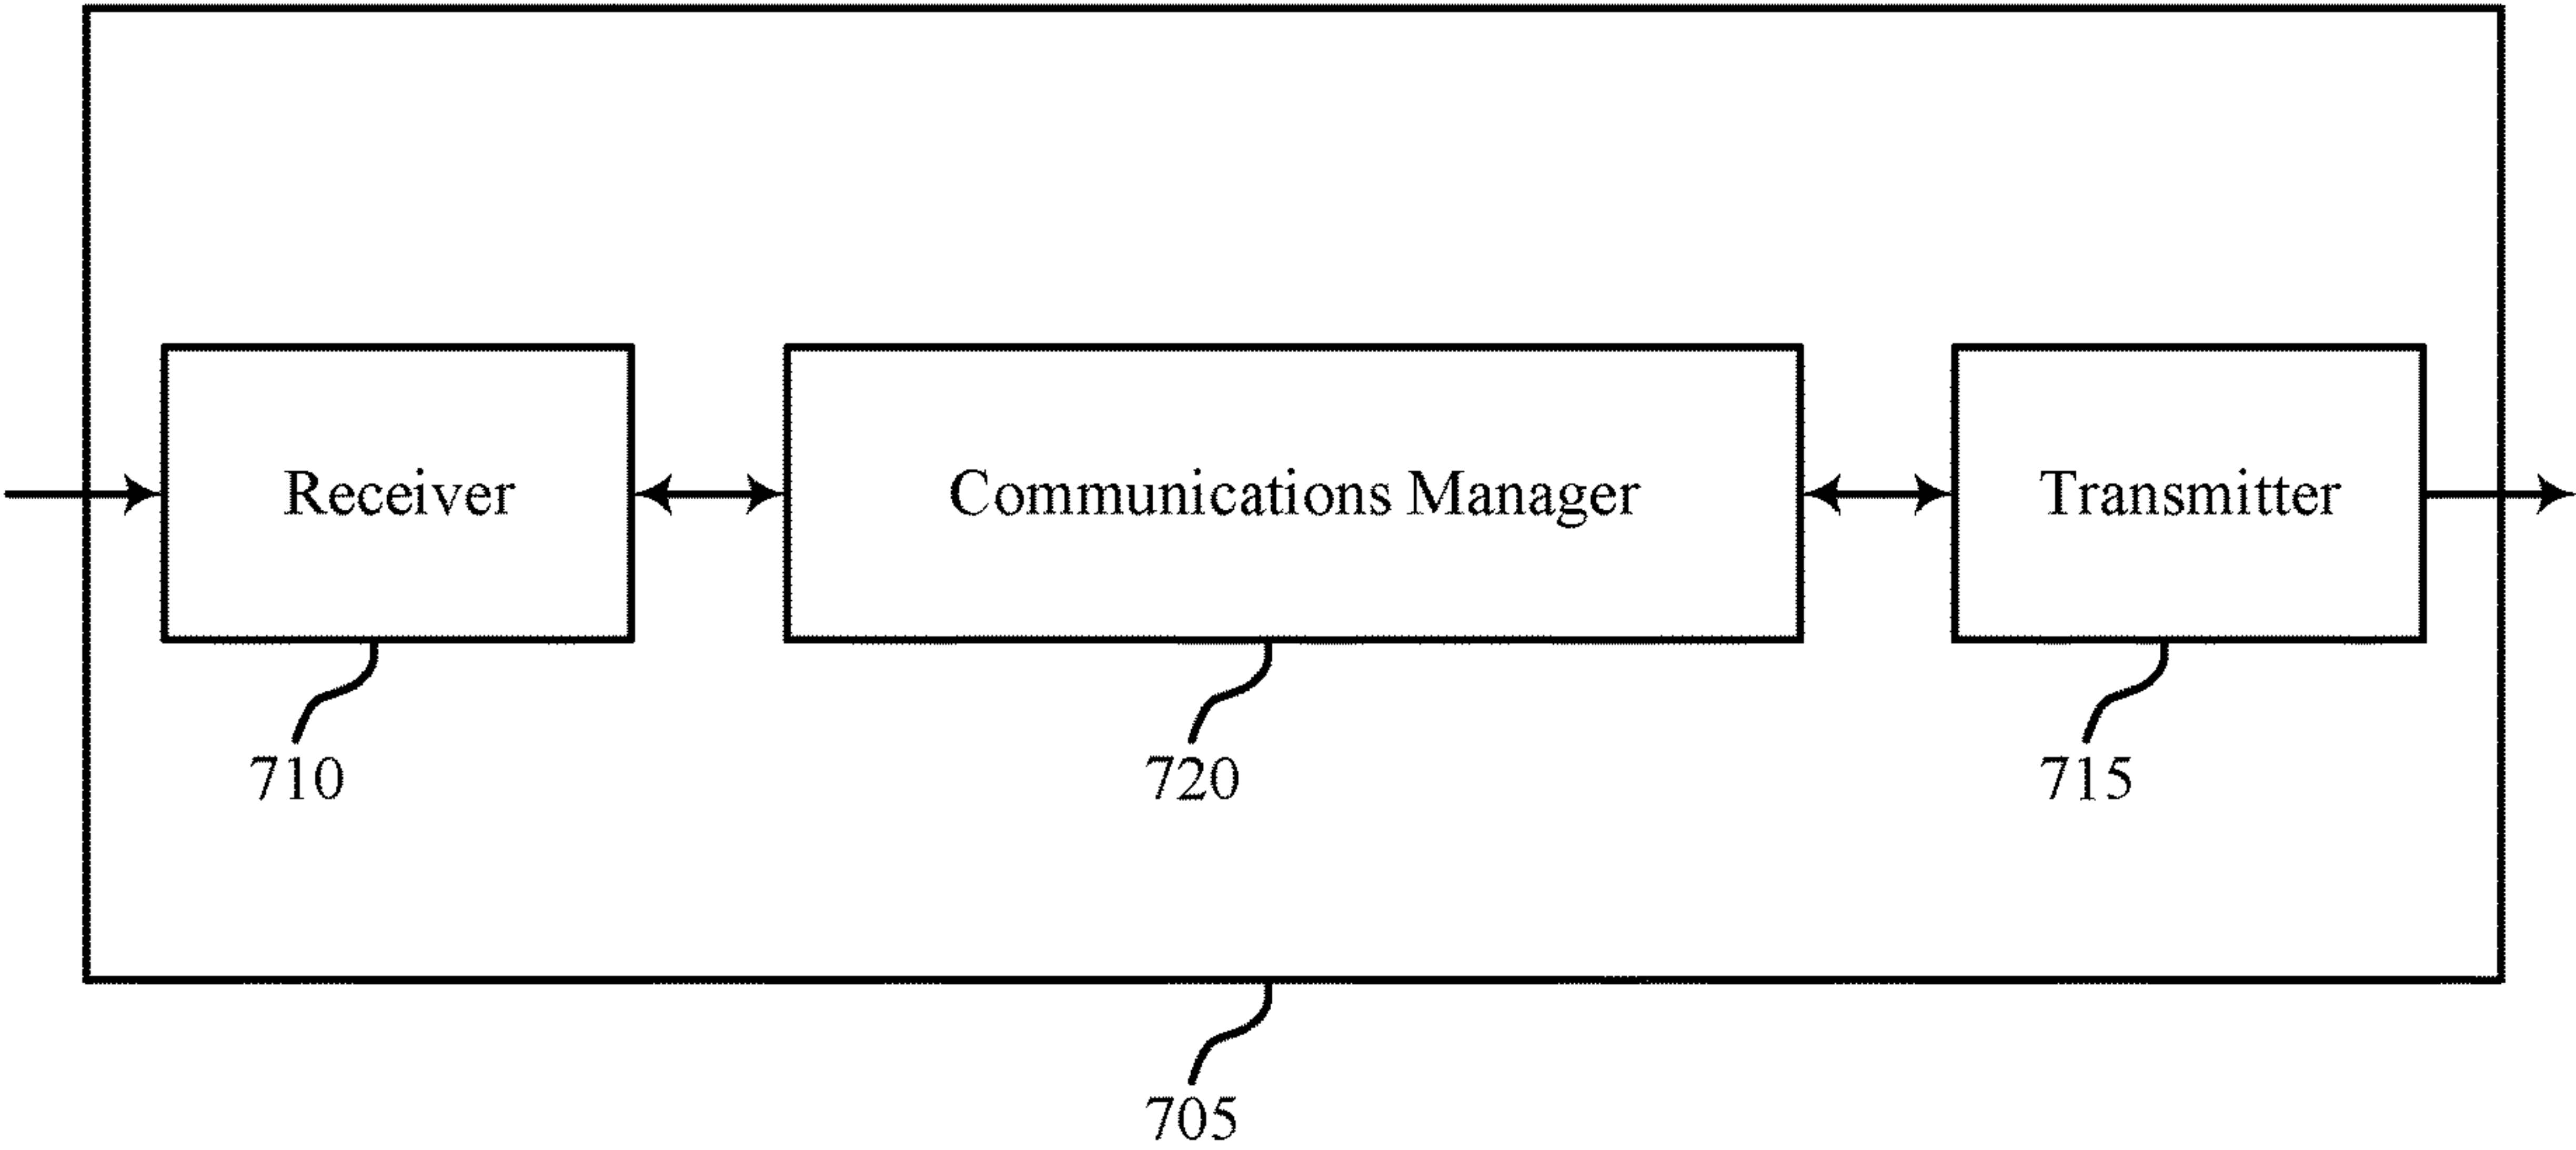 Receiver
Communications Manager
Transmitter
710
720
715
705